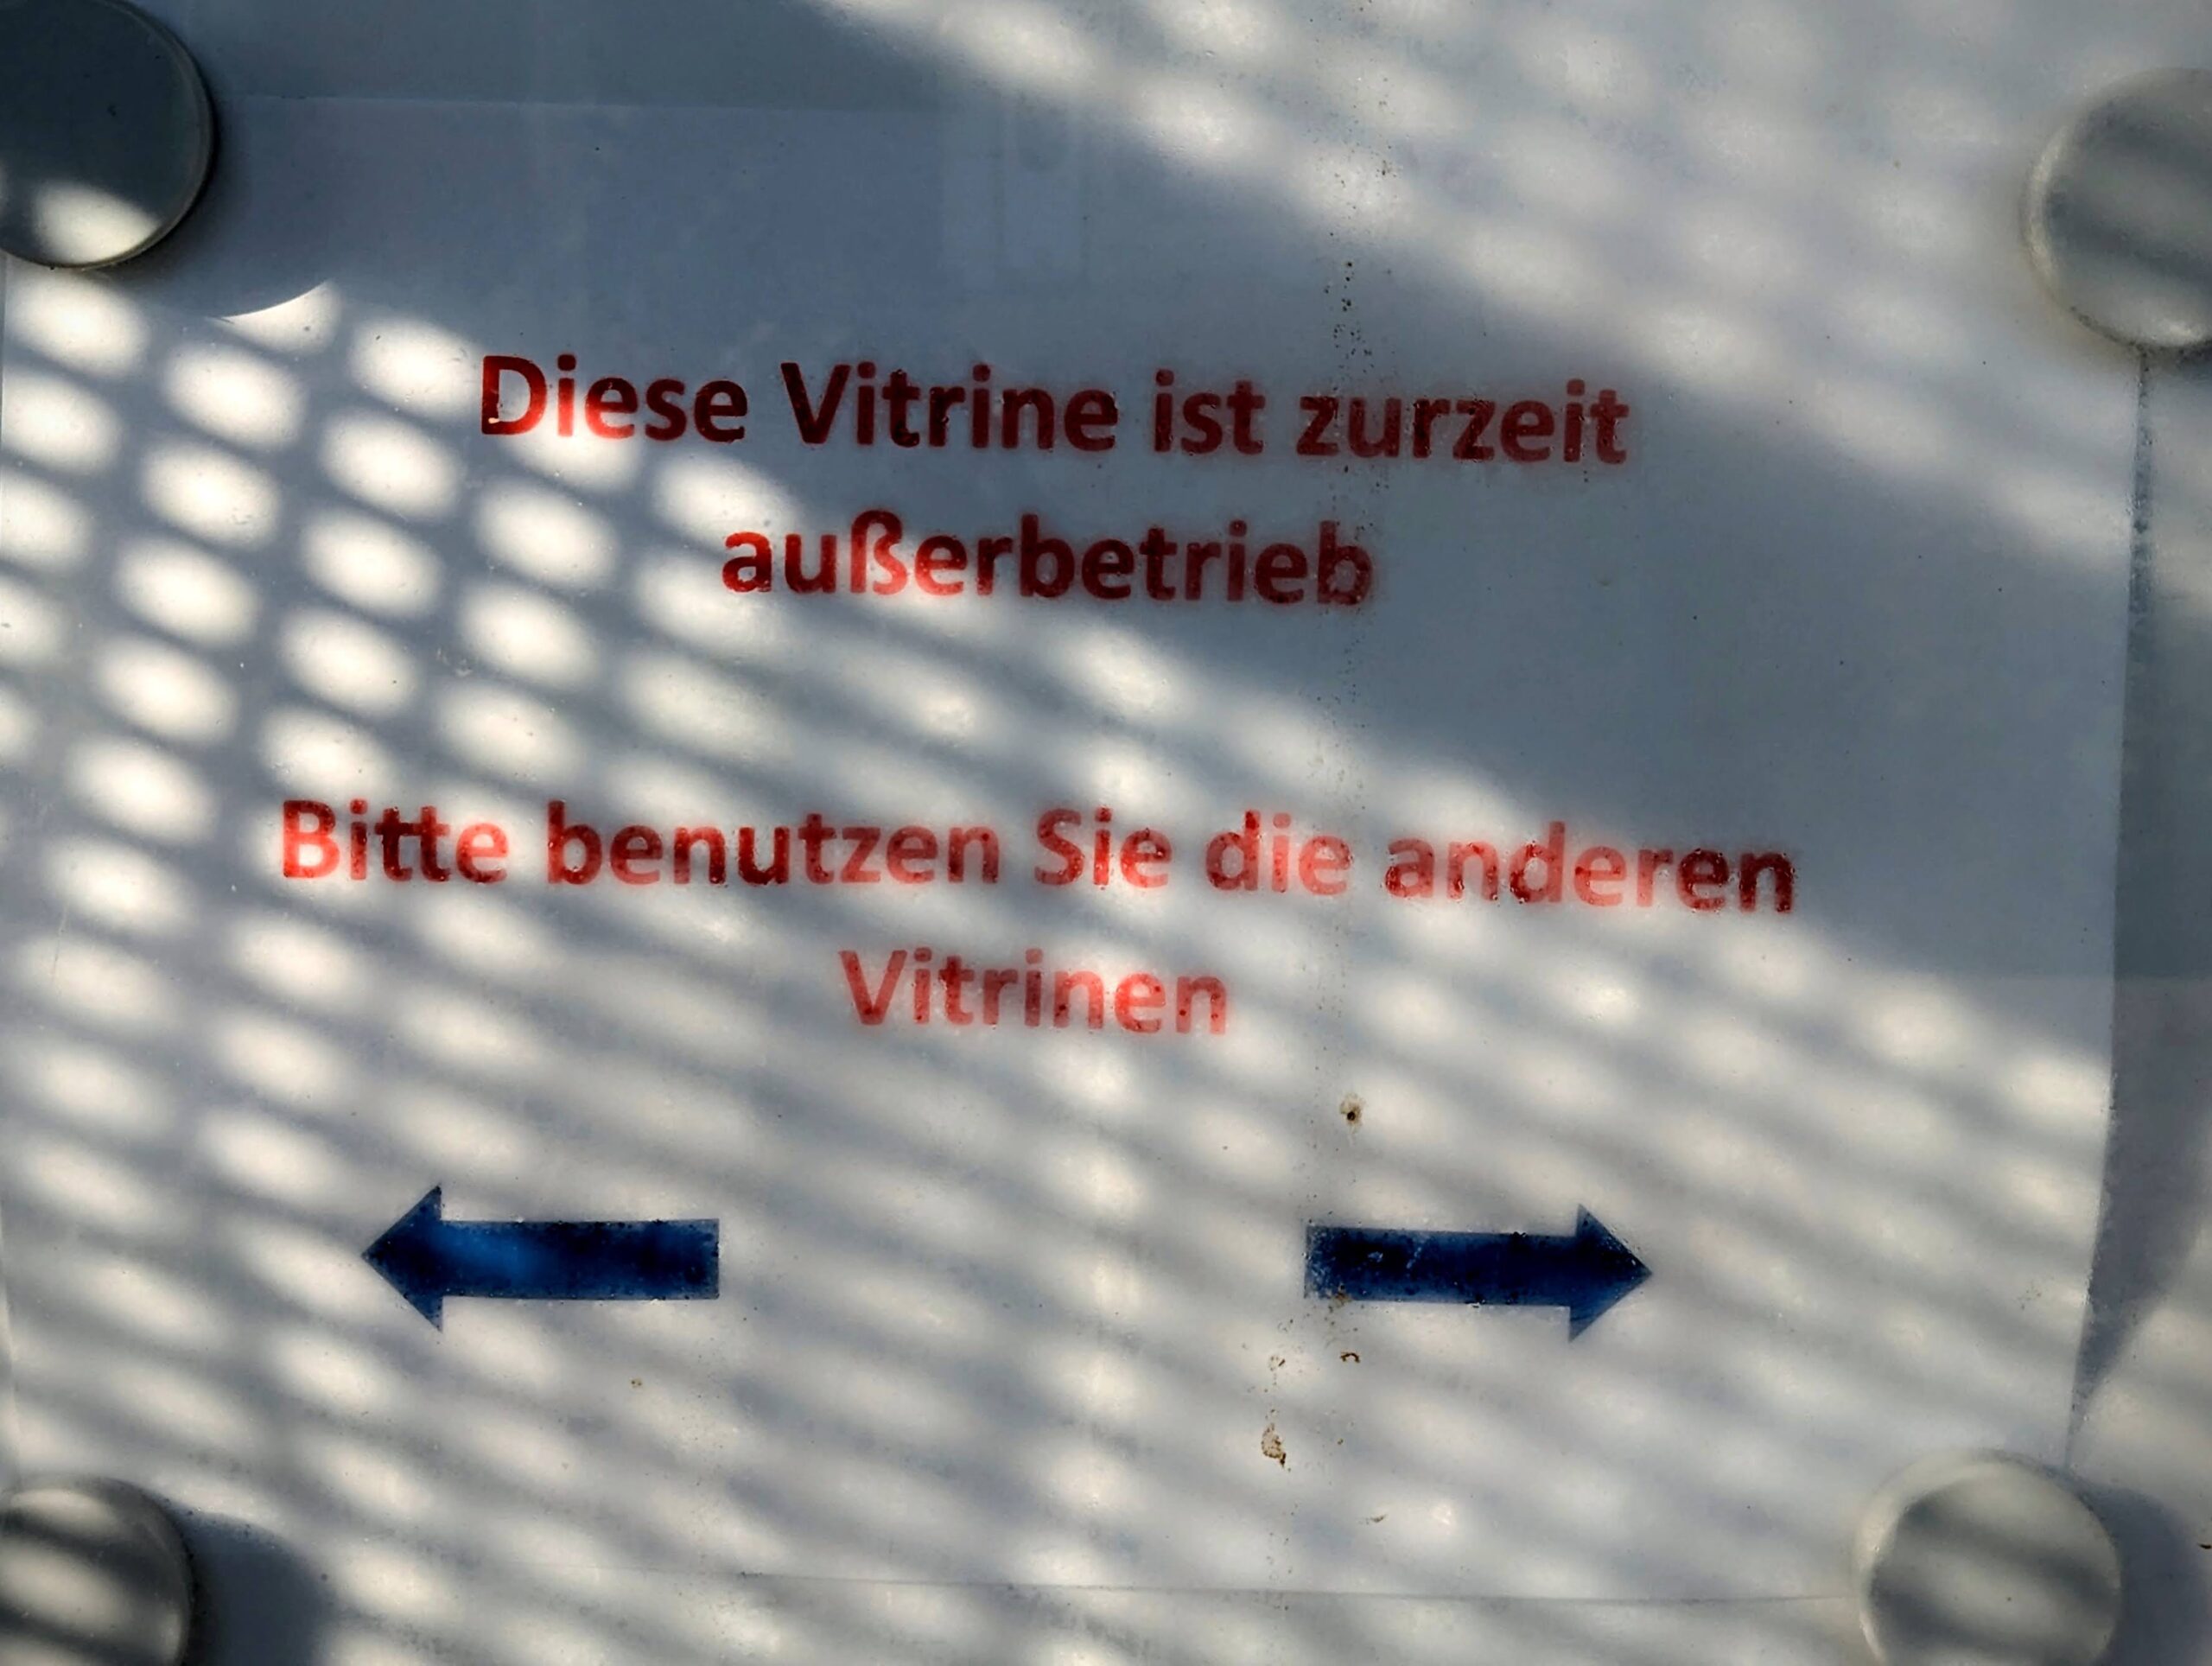 Diese Vitrine ist zurzeit
außerbetrieb
Bitte benutzen Sie die anderen
Vitrinen